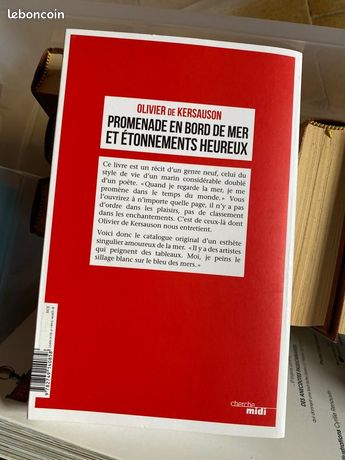 leboncoin
OLIVIER DE KERSAUSON
PROMENADE EN BORD DE MER
ET ÉTONNEMENTS HEUREUX
Ce livre est un récit d'un genre neuf, celui du
style de vie d'un marin considérable doublé
d'un poète. « Quand je regarde la mer, je me
promène dans le temps du monde. » Vous
l'ouvrirez à n'importe quelle page, il n'y a pas
d'ordre dans les plaisirs, pas de classement
dans les enchantements. C'est de ceux-là dont
Olivier de Kersauson nous entretient.
Voici donc le catalogue original d'un esthète
singulier amoureux de la mer. « Il y a des artistes
qui peignent des tableaux. Moi, je peins le
sillage blanc sur le bleu des mers. »
cherche
midi
DES ANECDOTES